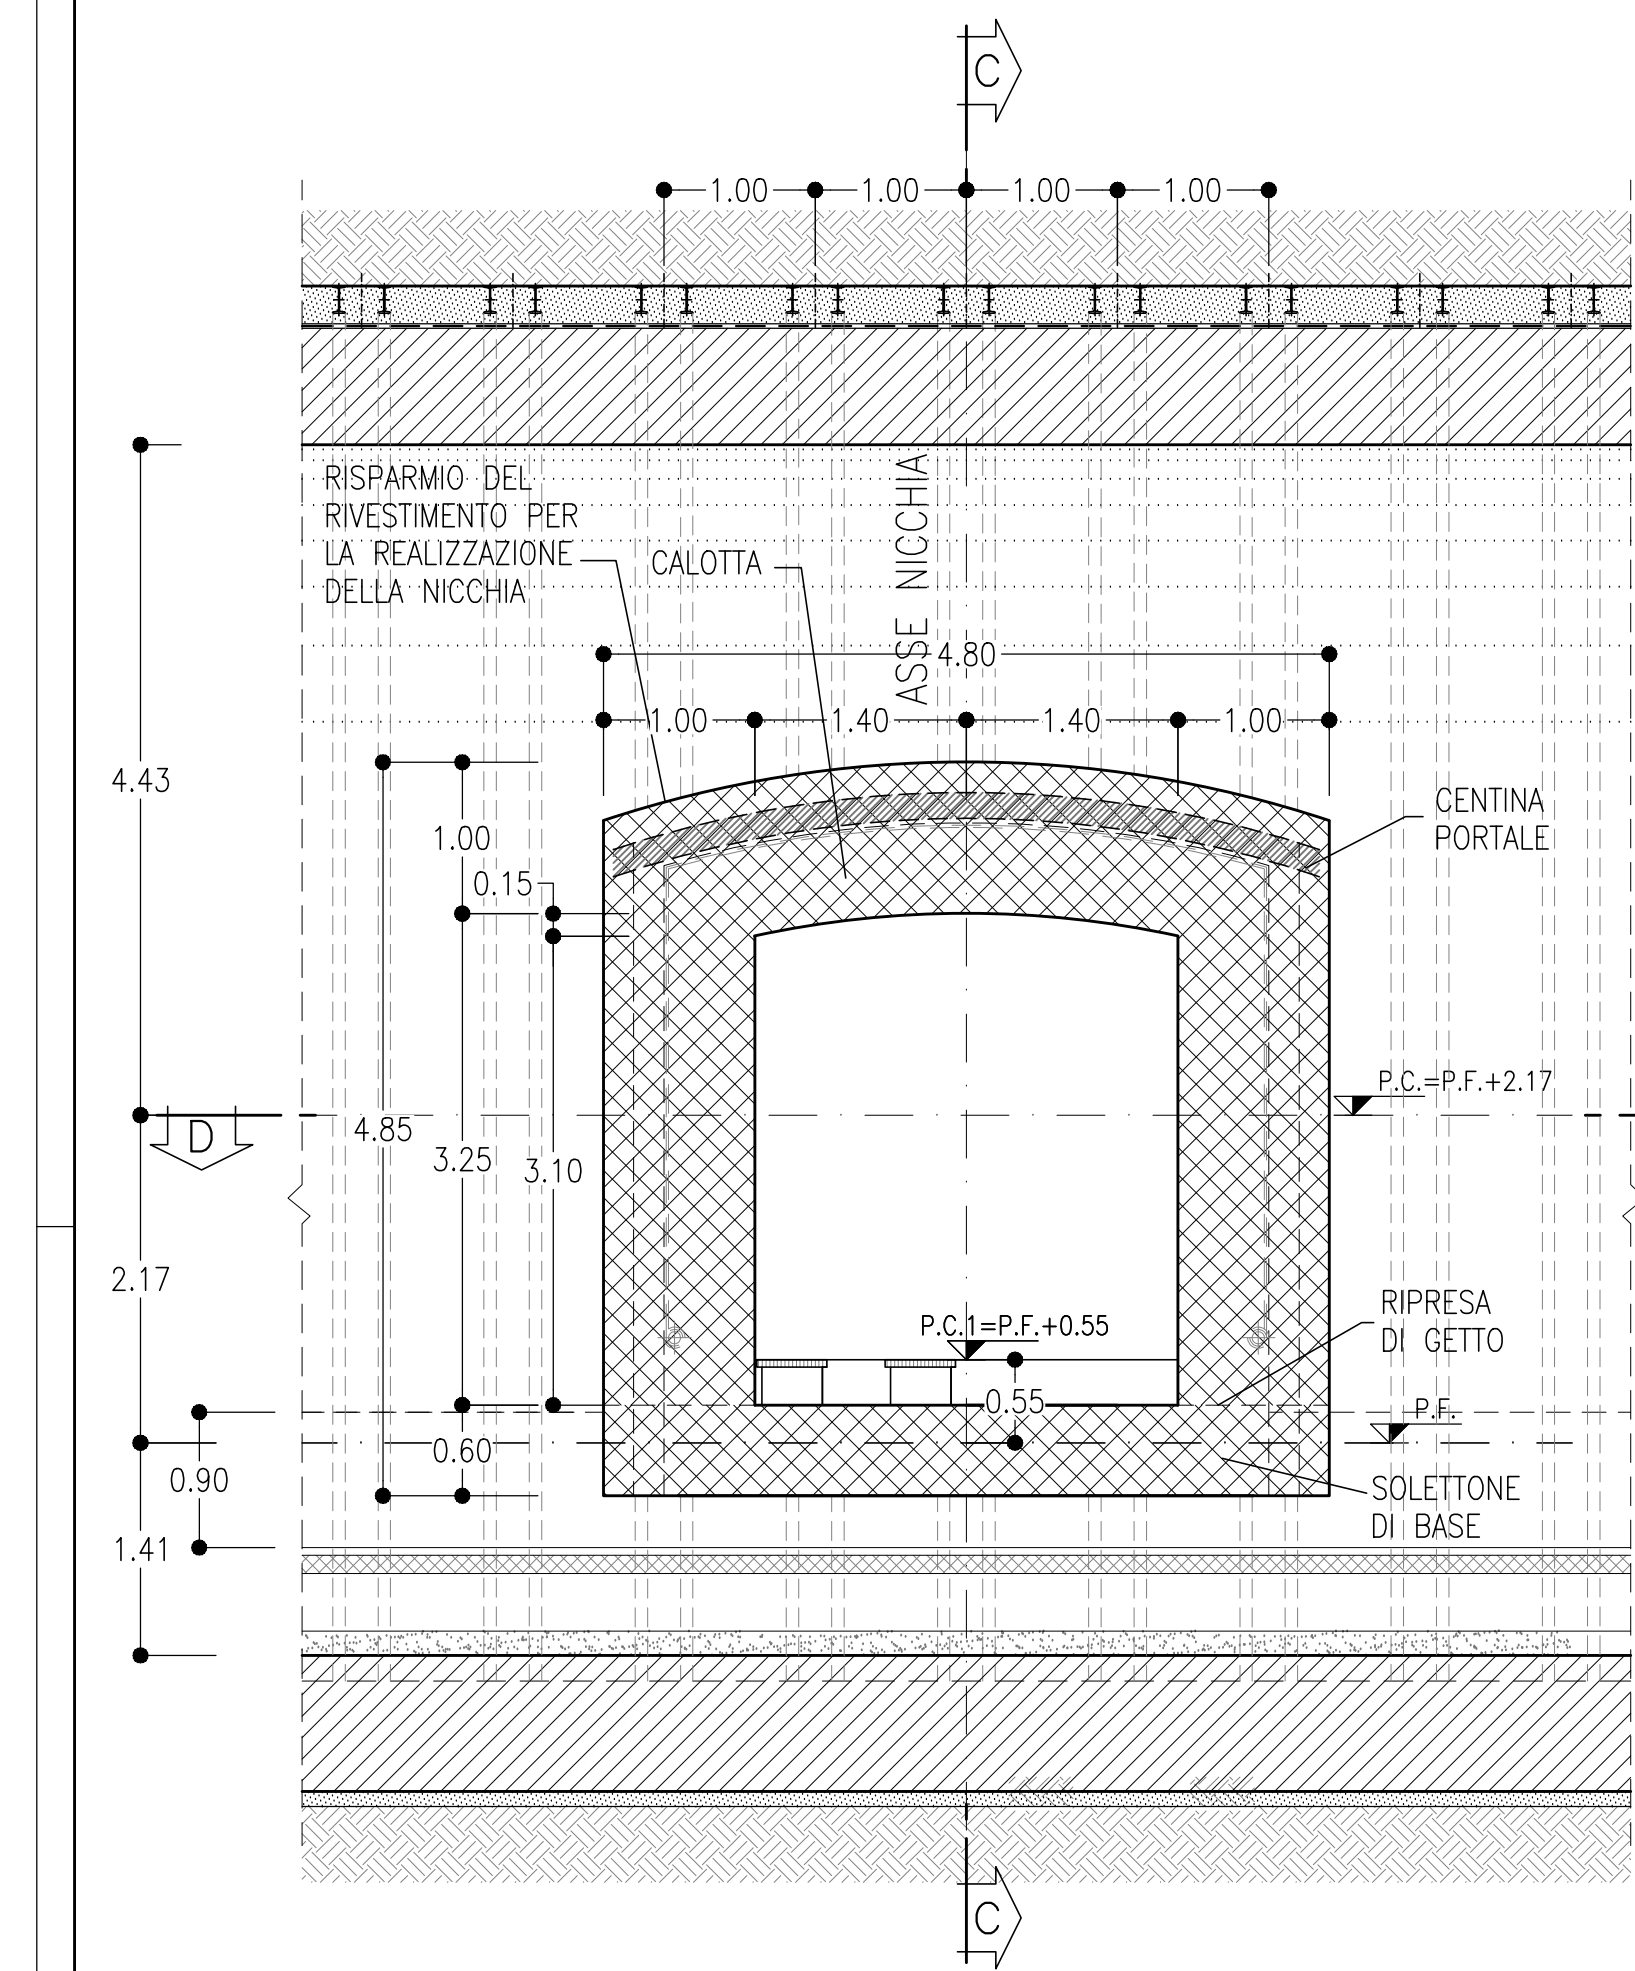 C
1.00 1.00 1.00 1.00
RISPARMIO DEL
RIVESTIMENTO PER
LA REALIZZAZIONE
DELLA NICCHIA
CALOTTA
ASSE NICCHIA
4.80
1.00 1.40 1.40 1.00
4.43
1.00
0.15
CENTINA
PORTALE
P.C.=P.F.+2.17
D
4.85
3.25
3.10
2.17
P.C.1=P.F.+0.55
RIPRESA
DI GETTO
0.55
P.F.
0.60
0.90
SOLETTONE
DI BASE
1.41
C